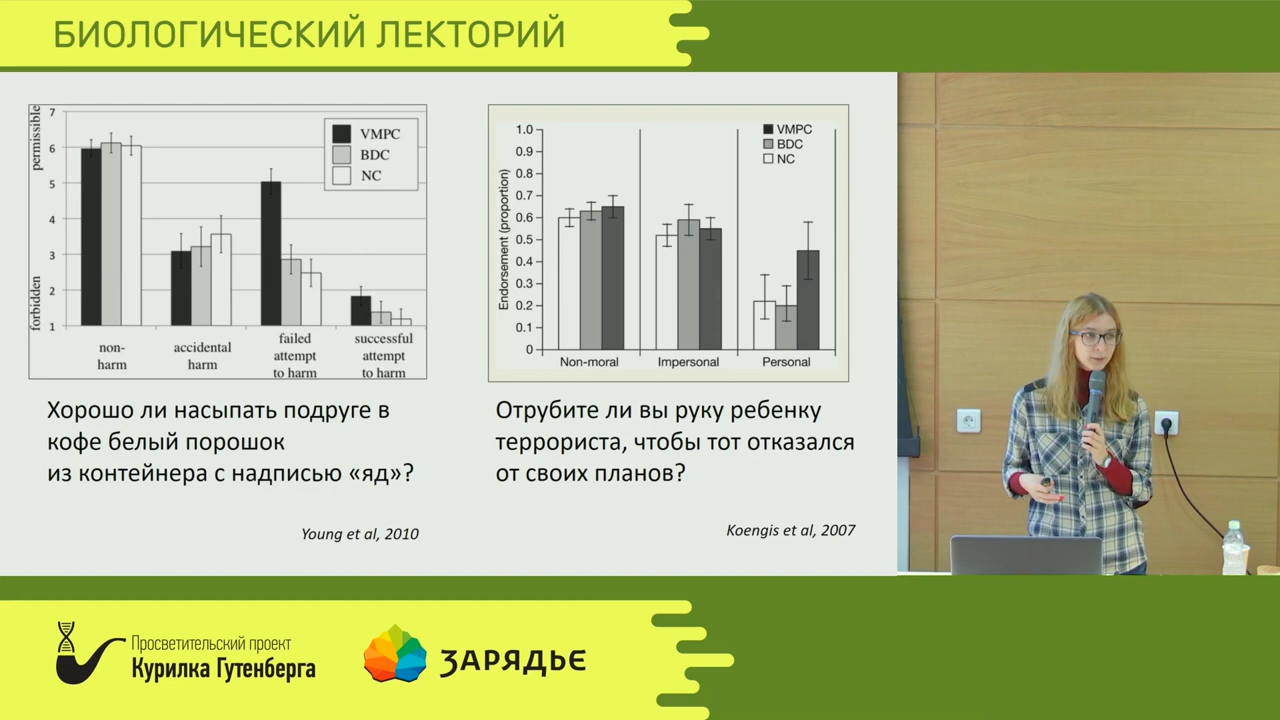 БИОЛОГИЧЕСКИЙ ЛЕКТОРИЙ
permissible
forbidden
7
6
5
4
3
2
1
VMPC
BDC
NC
non-
harm
accidental
harm
failed
attempt
to harm
successful
attempt
to harm
Хорошо ли насыпать подруге в
кофе белый порошок
из контейнера с надписью «яд»?
Young et al, 2010
Endorsement (proportion)
1.0
0.9
0.8
0.7
0.6
0.5
0.4
0.3
0.2
0.1
0
VMPC
BDC
NC
Non-moral
Impersonal
Personal
Отрубите ли вы руку ребенку
террориста, чтобы тот отказался
от своих планов?
Koengis et al, 2007
Просветительский проект
Курилка Гутенберга
ЗАРЯДЬЕ